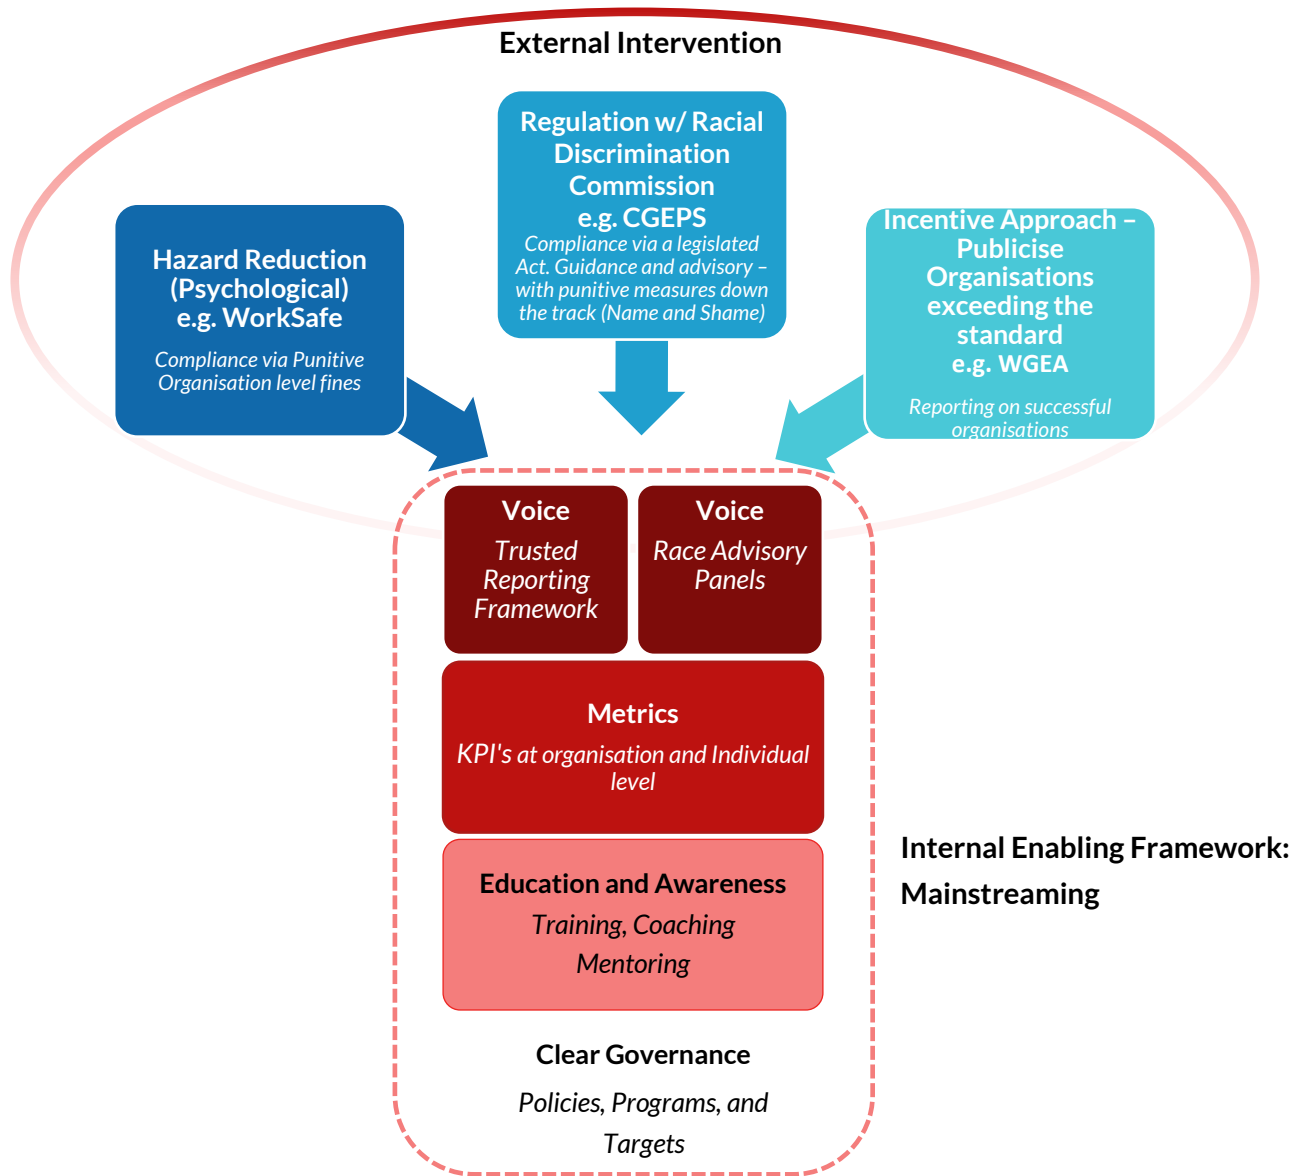 External Intervention
Hazard Reduction
(Psychological)
e.g. WorkSafe
Compliance via Punitive
Organisation level fines
Regulation w/ Racial
Discrimination
Commission
e.g. CGEPS
Compliance via a legislated
Act. Guidance and advisory –
with punitive measures down
the track (Name and Shame)
Incentive Approach –
Publicise
Organisations
exceeding the
standard
e.g. WGEA
Reporting on successful
organisations
Voice
Trusted
Reporting
Framework
Voice
Race Advisory
Panels
Metrics
KPI's at organisation and Individual
level
Education and Awareness
Training, Coaching
Mentoring
Clear Governance
Policies, Programs, and
Targets
Internal Enabling Framework:
Mainstreaming